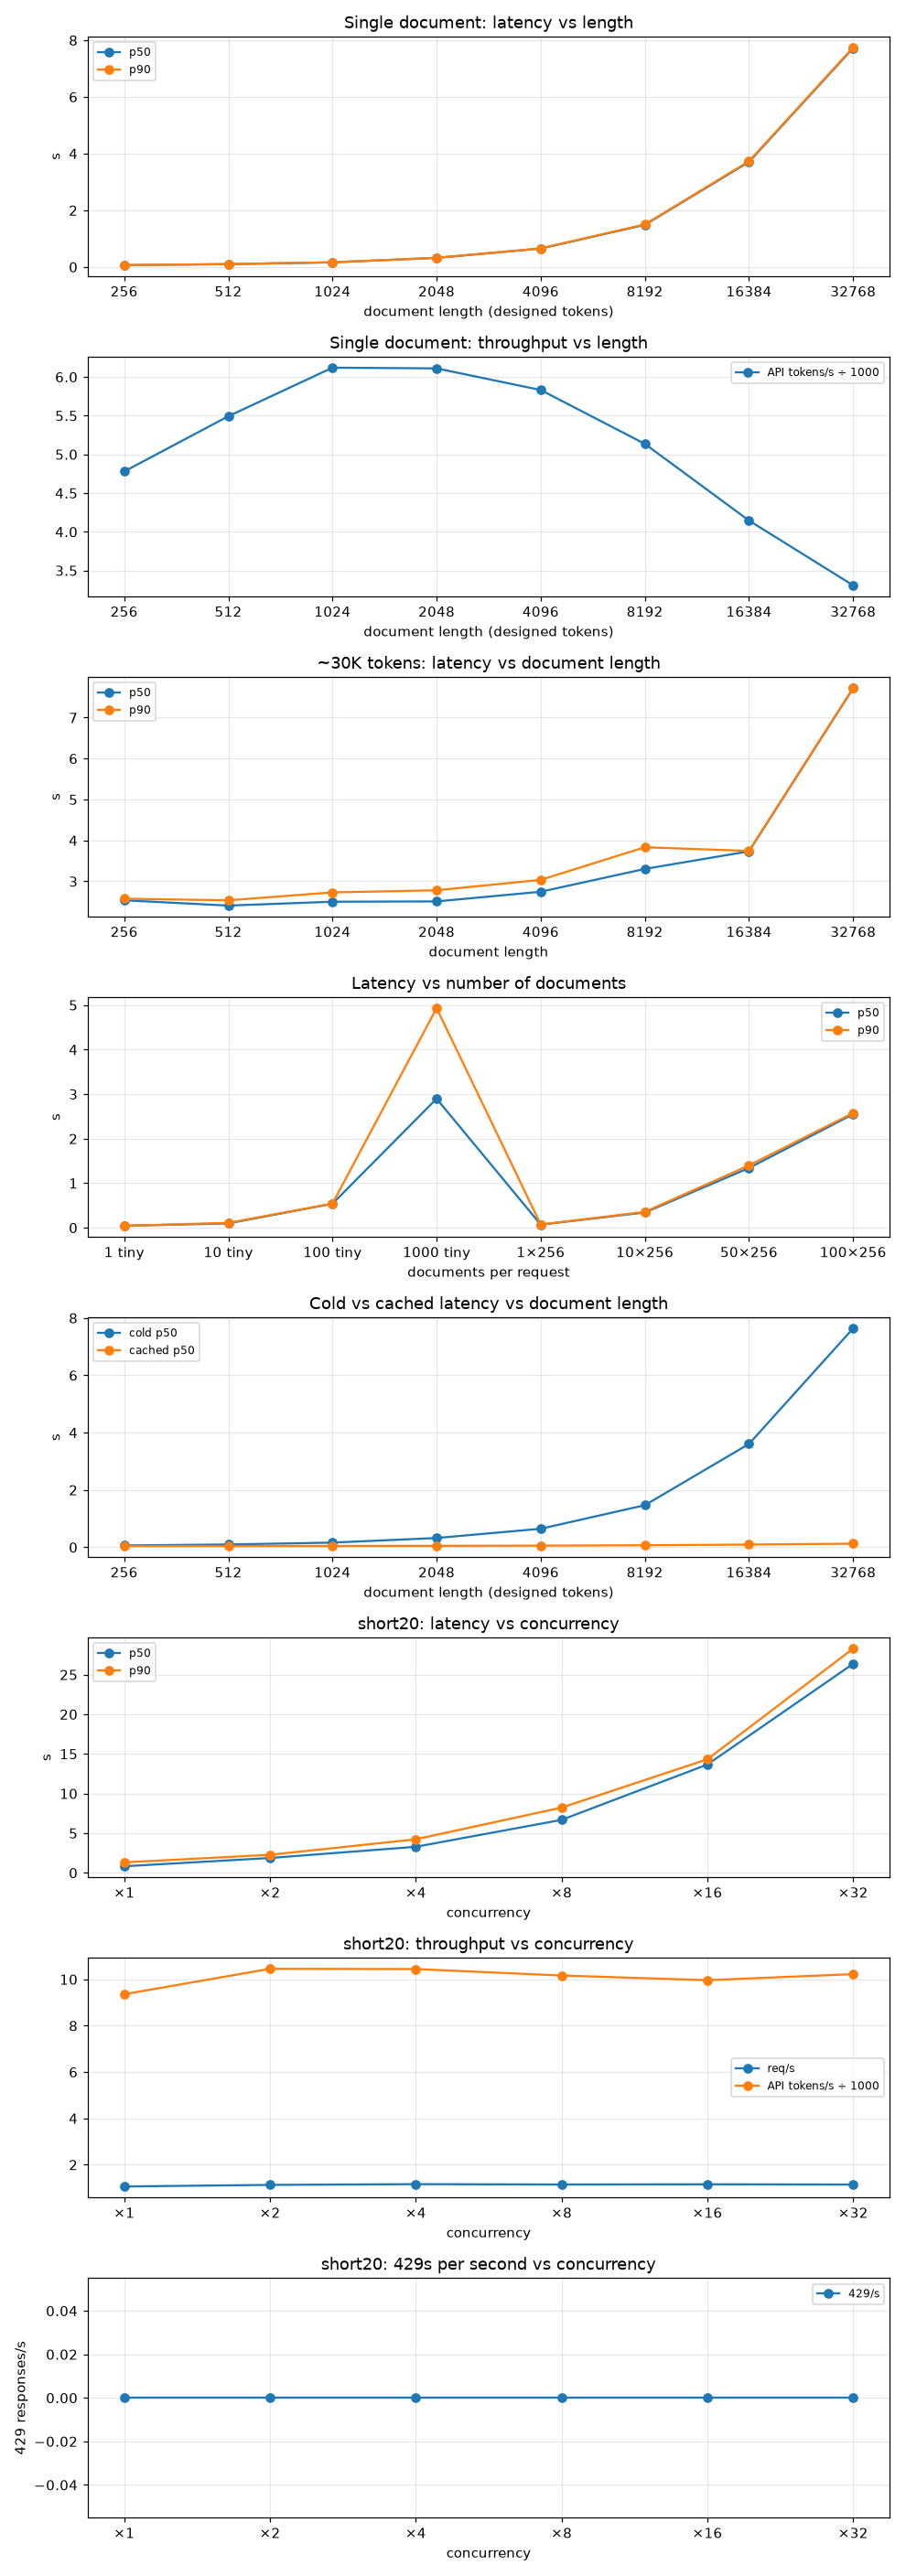 Single document: latency vs length
8
p50
p90
6
s
4
2
0
256 512 1024 2048 4096 8192 16384 32768
document length (designed tokens)
Single document: throughput vs length
API tokens/s ÷ 1000
6.0
5.5
5.0
4.5
4.0
3.5
256 512 1024 2048 4096 8192 16384 32768
document length (designed tokens)
~30K tokens: latency vs document length
p50
p90
7
6
s
5
4
3
256 512 1024 2048 4096 8192 16384 32768
document length
Latency vs number of documents
5
p50
p90
4
3
s
2
1
0
1 tiny 10 tiny 100 tiny 1000 tiny 1×256 10×256 50×256 100×256
documents per request
Cold vs cached latency vs document length
8
cold p50
cached p50
6
s
4
2
0
256 512 1024 2048 4096 8192 16384 32768
document length (designed tokens)
short20: latency vs concurrency
p50
p90
25
20
s
15
10
5
0
×1 ×2 ×4 ×8 ×16 ×32
concurrency
short20: throughput vs concurrency
10
8
req/s
API tokens/s ÷ 1000
6
4
2
×1 ×2 ×4 ×8 ×16 ×32
concurrency
short20: 429s per second vs concurrency
429/s
0.04
0.02
429 responses/s
0.00
−0.02
−0.04
×1 ×2 ×4 ×8 ×16 ×32
concurrency